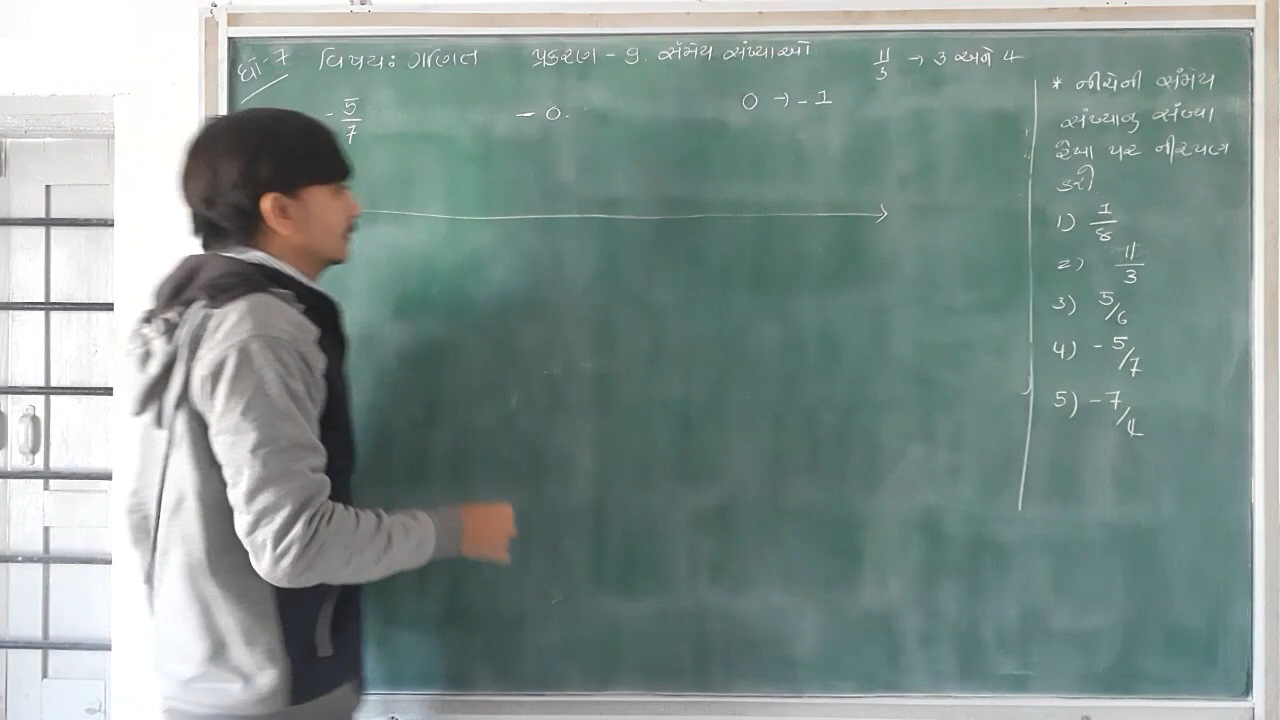 ધો-7 વિષય: ગણિત પ્રકરણ - 9. સંમેય સંખ્યાઓ 11/3 → 3 અને 4
- 5/7 - 0. 0 → - 1
* નીચેની સંમેય
સંખ્યાનું સંખ્યા
રેખા પર નીરૂપણ
કરો.
1) 1/8
2) 11/3
3) 5/6
4) - 5/7
5) - 7/4